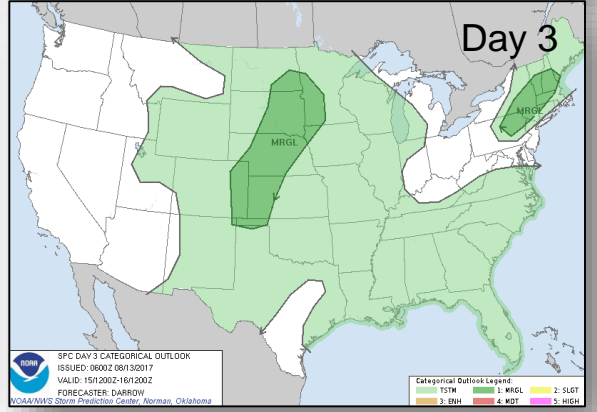 Day 3
MRGL
MRGL
NOAA
SPC DAY 3 CATEGORICAL OUTLOOK
ISSUED: 0600Z 08/13/2017
VALID: 15/1200Z-16/1200Z
FORECASTER: DARROW
NOAA/NWS Storm Prediction Center, Norman, Oklahoma
Categorical Outlook Legend:
TSTM 1: MRGL 2: SLGT
3: ENH 4: MDT 5: HIGH